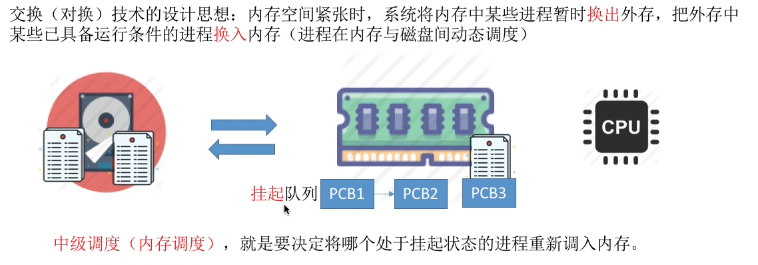 交换（对换）技术的设计思想：内存空间紧张时，系统将内存中某些进程暂时换出外存，把外存中
某些已具备运行条件的进程换入内存（进程在内存与磁盘间动态调度）
CPU
挂起队列 PCB1 PCB2 PCB3
中级调度（内存调度），就是要决定将哪个处于挂起状态的进程重新调入内存。